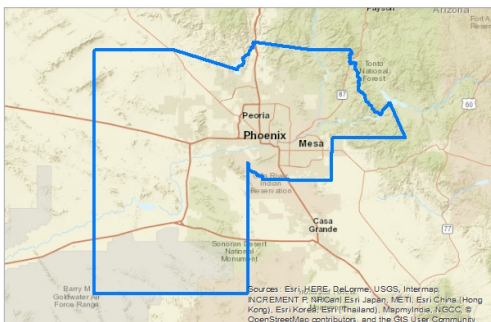 Payson
Arizona
Tonto
National
Forest
87
60
Peoria
Phoenix
Mesa
Indian
Reservation
Casa
Grande
77
Sonoran Desert
National
Monument
Barry M
Goldwater Air
Force Range
Sources: Esri, HERE, DeLorme, USGS, Intermap,
INCREMENT P, NRCan, Esri Japan, METI, Esri China (Hong
Kong), Esri Korea, Esri (Thailand), MapmyIndia, NGCC, ©
OpenStreetMap contributors, and the GIS User Community